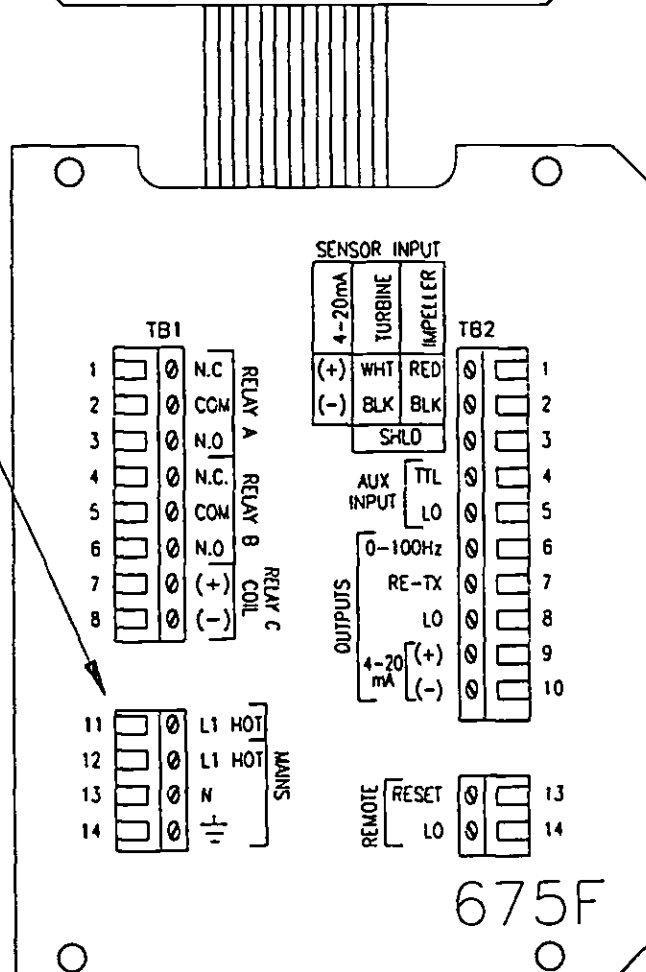 SENSOR INPUT
4-20mA TURBINE IMPELLER
(+) WHT RED
(-) BLK BLK
SHLD
TB1
1 N.C
2 COM
3 N.O
RELAY A
4 N.C.
5 COM
6 N.O
RELAY B
7 (+)
8 (-)
RELAY C
COIL
11 L1 HOT
12 L1 HOT
13 N
14
MAINS
TB2
1
2
3
AUX
INPUT
TTL 4
LO 5
OUTPUTS
0-100Hz 6
RE-TX 7
LO 8
4-20
mA
(+) 9
(-) 10
REMOTE
RESET 13
LO 14
675F